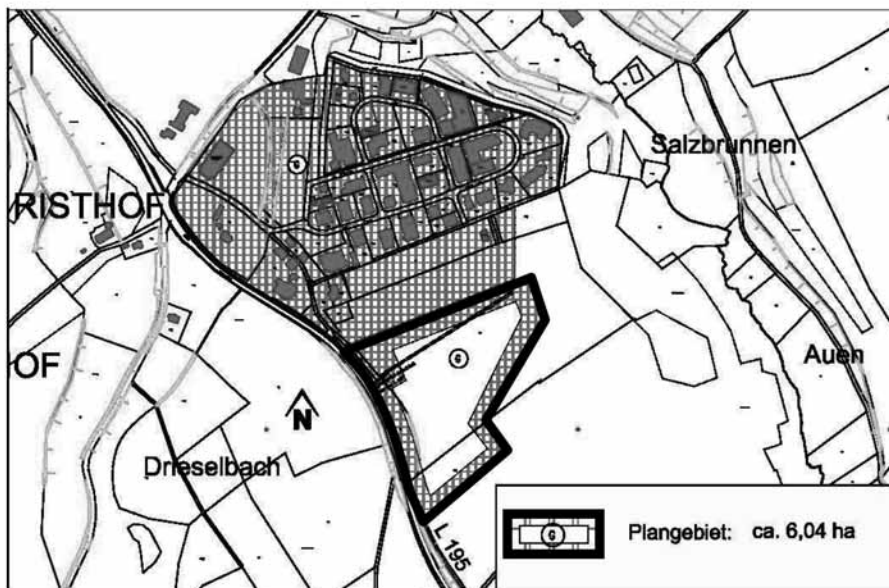 Salzbrunnen
G
RISTHOF
Auen
G
OF
N
Drieselbach
L 195
G Plangebiet: ca. 6,04 ha